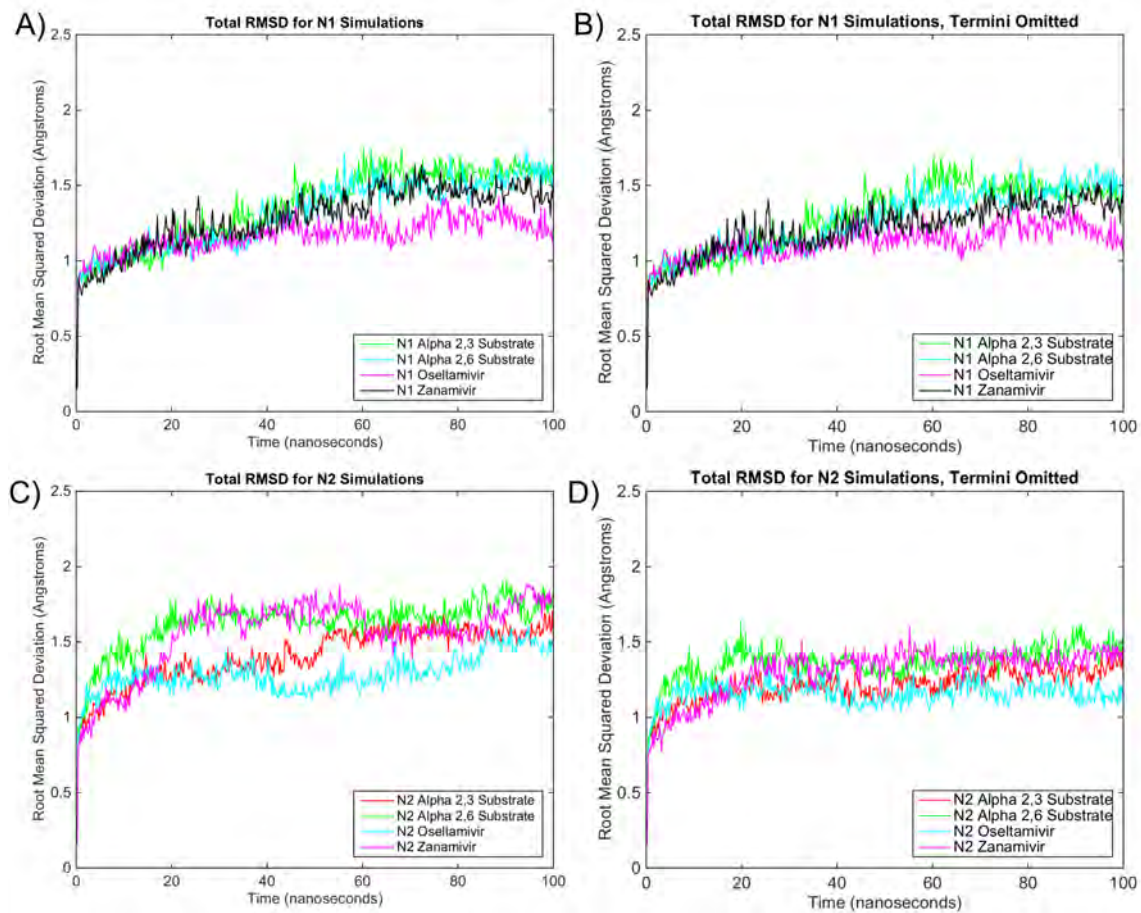 A)
Total RMSD for N1 Simulations
Root Mean Squared Deviation (Angstroms)
2.5
2
1.5
1
0.5
0
0
20
40
60
80
100
Time (nanoseconds)
N1 Alpha 2,3 Substrate
N1 Alpha 2,6 Substrate
N1 Oseltamivir
N1 Zanamivir
B)
Total RMSD for N1 Simulations, Termini Omitted
Root Mean Squared Deviation (Angstroms)
2.5
2
1.5
1
0.5
0
0
20
40
60
80
100
Time (nanoseconds)
N1 Alpha 2,3 Substrate
N1 Alpha 2,6 Substrate
N1 Oseltamivir
N1 Zanamivir
C)
Total RMSD for N2 Simulations
Root Mean Squared Deviation (Angstroms)
2.5
2
1.5
1
0.5
0
0
20
40
60
80
100
Time (nanoseconds)
N2 Alpha 2,3 Substrate
N2 Alpha 2,6 Substrate
N2 Oseltamivir
N2 Zanamivir
D)
Total RMSD for N2 Simulations, Termini Omitted
Root Mean Squared Deviation (Angstroms)
2.5
2
1.5
1
0.5
0
0
20
40
60
80
100
Time (nanoseconds)
N2 Alpha 2,3 Substrate
N2 Alpha 2,6 Substrate
N2 Oseltamivir
N2 Zanamivir